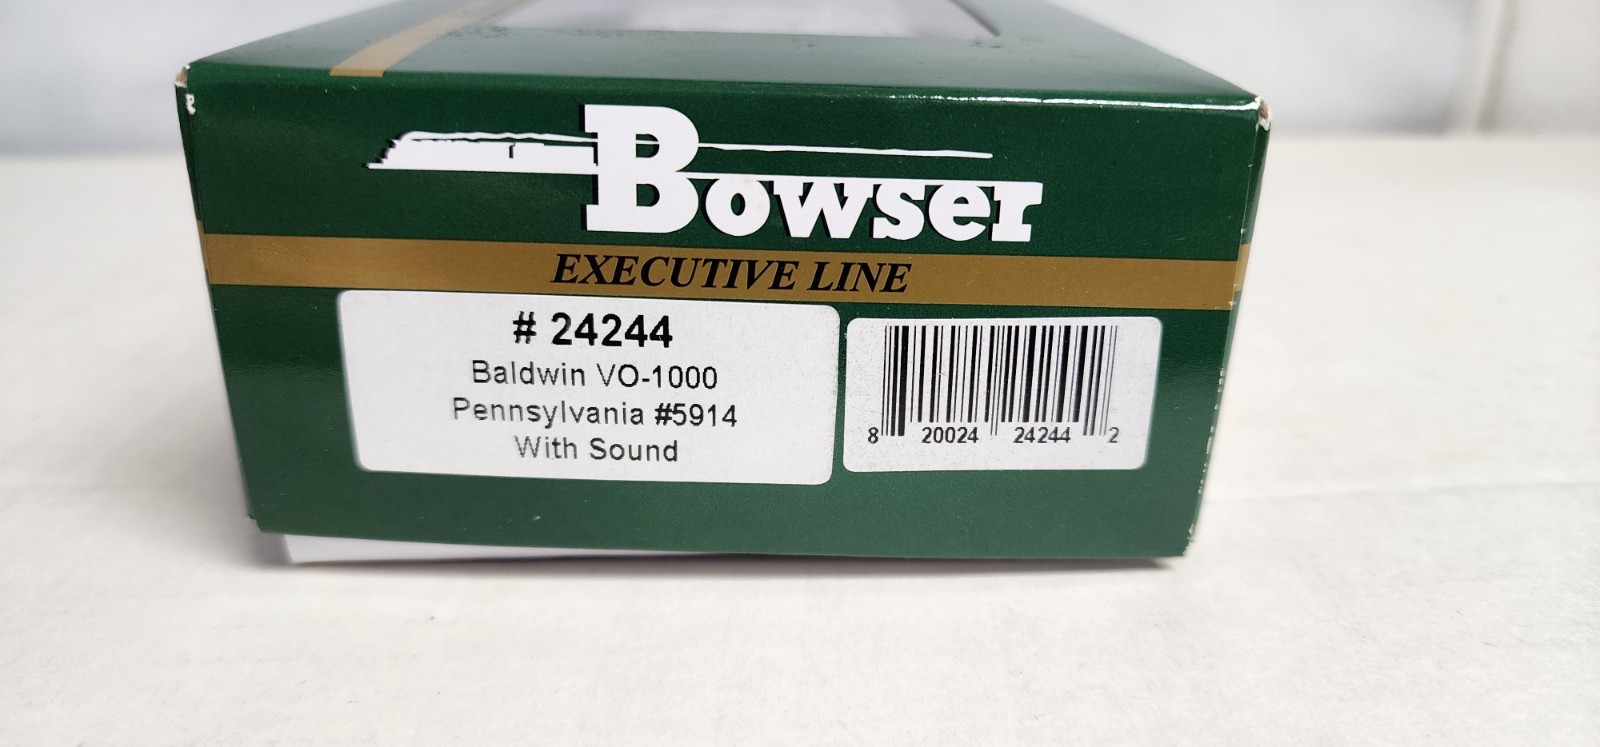 Bowser
EXECUTIVE LINE
# 24244
Baldwin VO-1000
Pennsylvania #5914
With Sound
8 20024 24244 2